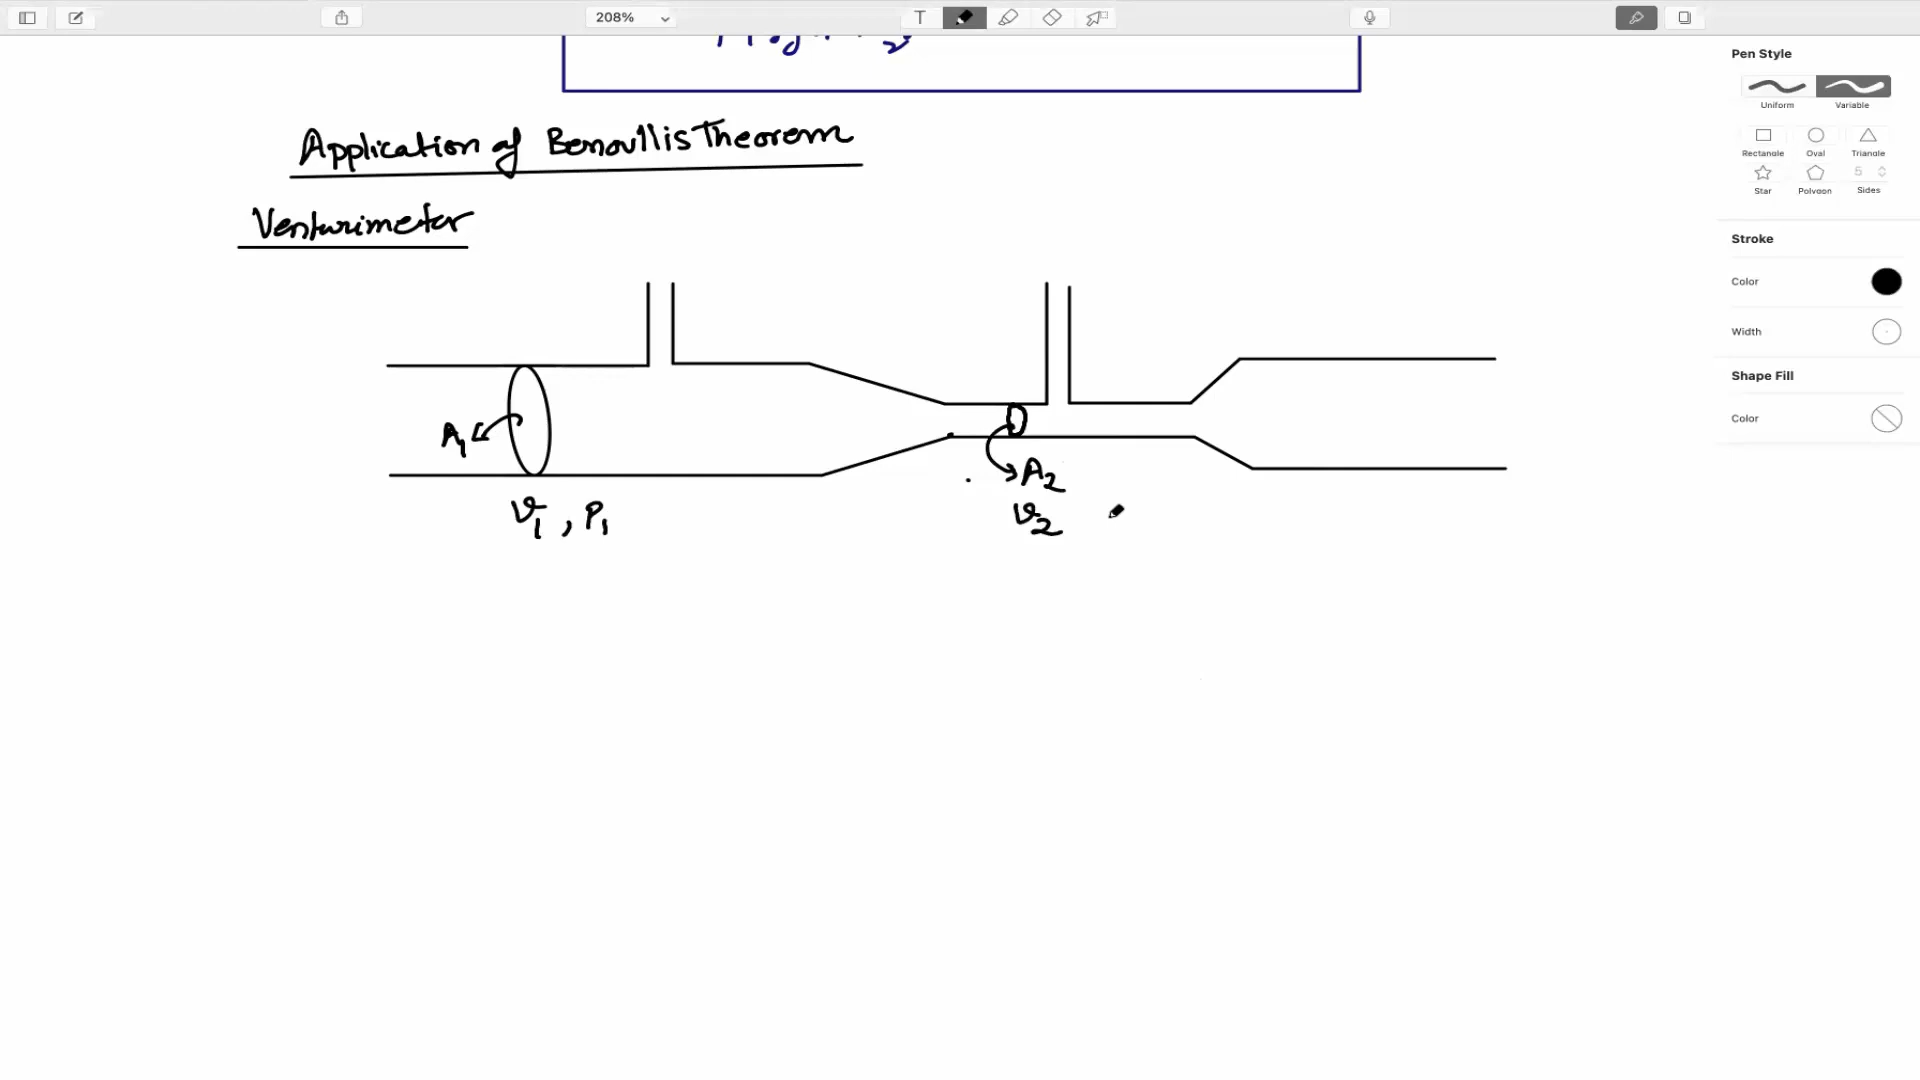 208%
T
Pen Style
Uniform Variable
Rectangle Oval Triangle
5
Star Polygon Sides
Stroke
Color
Width
Shape Fill
Color
Application of Bernoullis Theorem
Venturimeter
A1
A2
v1, P1
v2